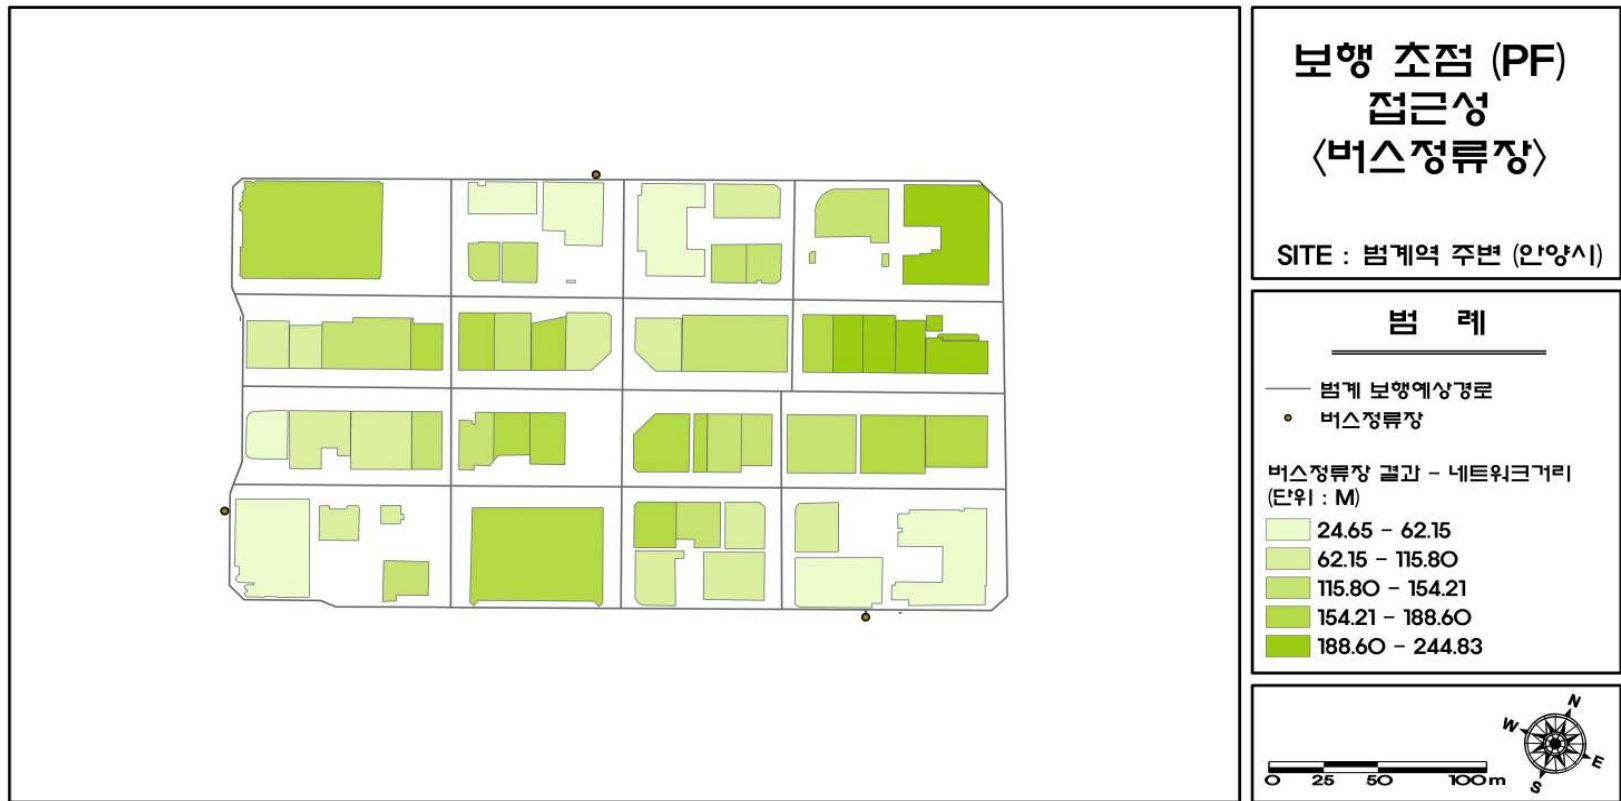 보행 초점 (PF)
접근성
<버스정류장>
SITE : 범계역 주변 (안양시)
범 례
범계 보행예상경로
버스정류장
버스정류장 결과 - 네트워크거리
(단위 : M)
24.65 - 62.15
62.15 - 115.80
115.80 - 154.21
154.21 - 188.60
188.60 - 244.83
N
W
E
S
0 25 50 100m